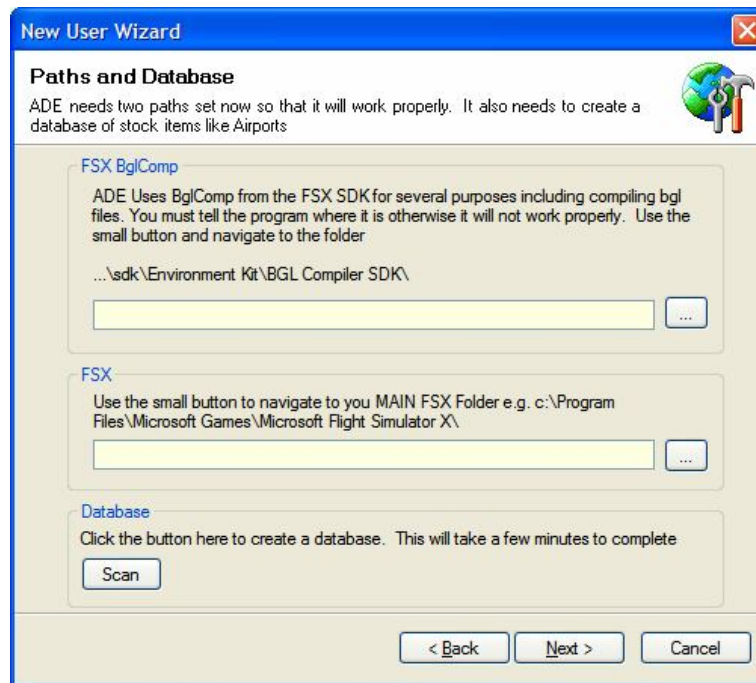 New User Wizard
Paths and Database
ADE needs two paths set now so that it will work properly.  It also needs to create a
database of stock items like Airports
FSX BglComp
ADE Uses BglComp from the FSX SDK for several purposes including compiling bgl
files. You must tell the program where it is otherwise it will not work properly.  Use the
small button and navigate to the folder
...\sdk\Environment Kit\BGL Compiler SDK\
...
FSX
Use the small button to navigate to you MAIN FSX Folder e.g. c:\Program
Files\Microsoft Games\Microsoft Flight Simulator X\
...
Database
Click the button here to create a database.  This will take a few minutes to complete
Scan
< Back Next > Cancel